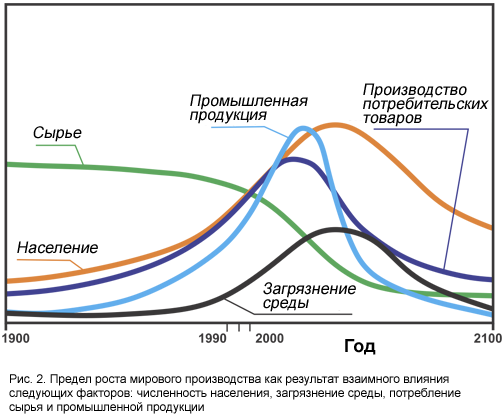 Производство
потребительских
товаров
Промышленная
продукция
Сырье
Население
Загрязнение
среды
1900 1990 2000 Год 2100
Рис. 2. Предел роста мирового производства как результат взаимного влияния
следующих факторов: численность населения, загрязнение среды, потребление
сырья и промышленной продукции